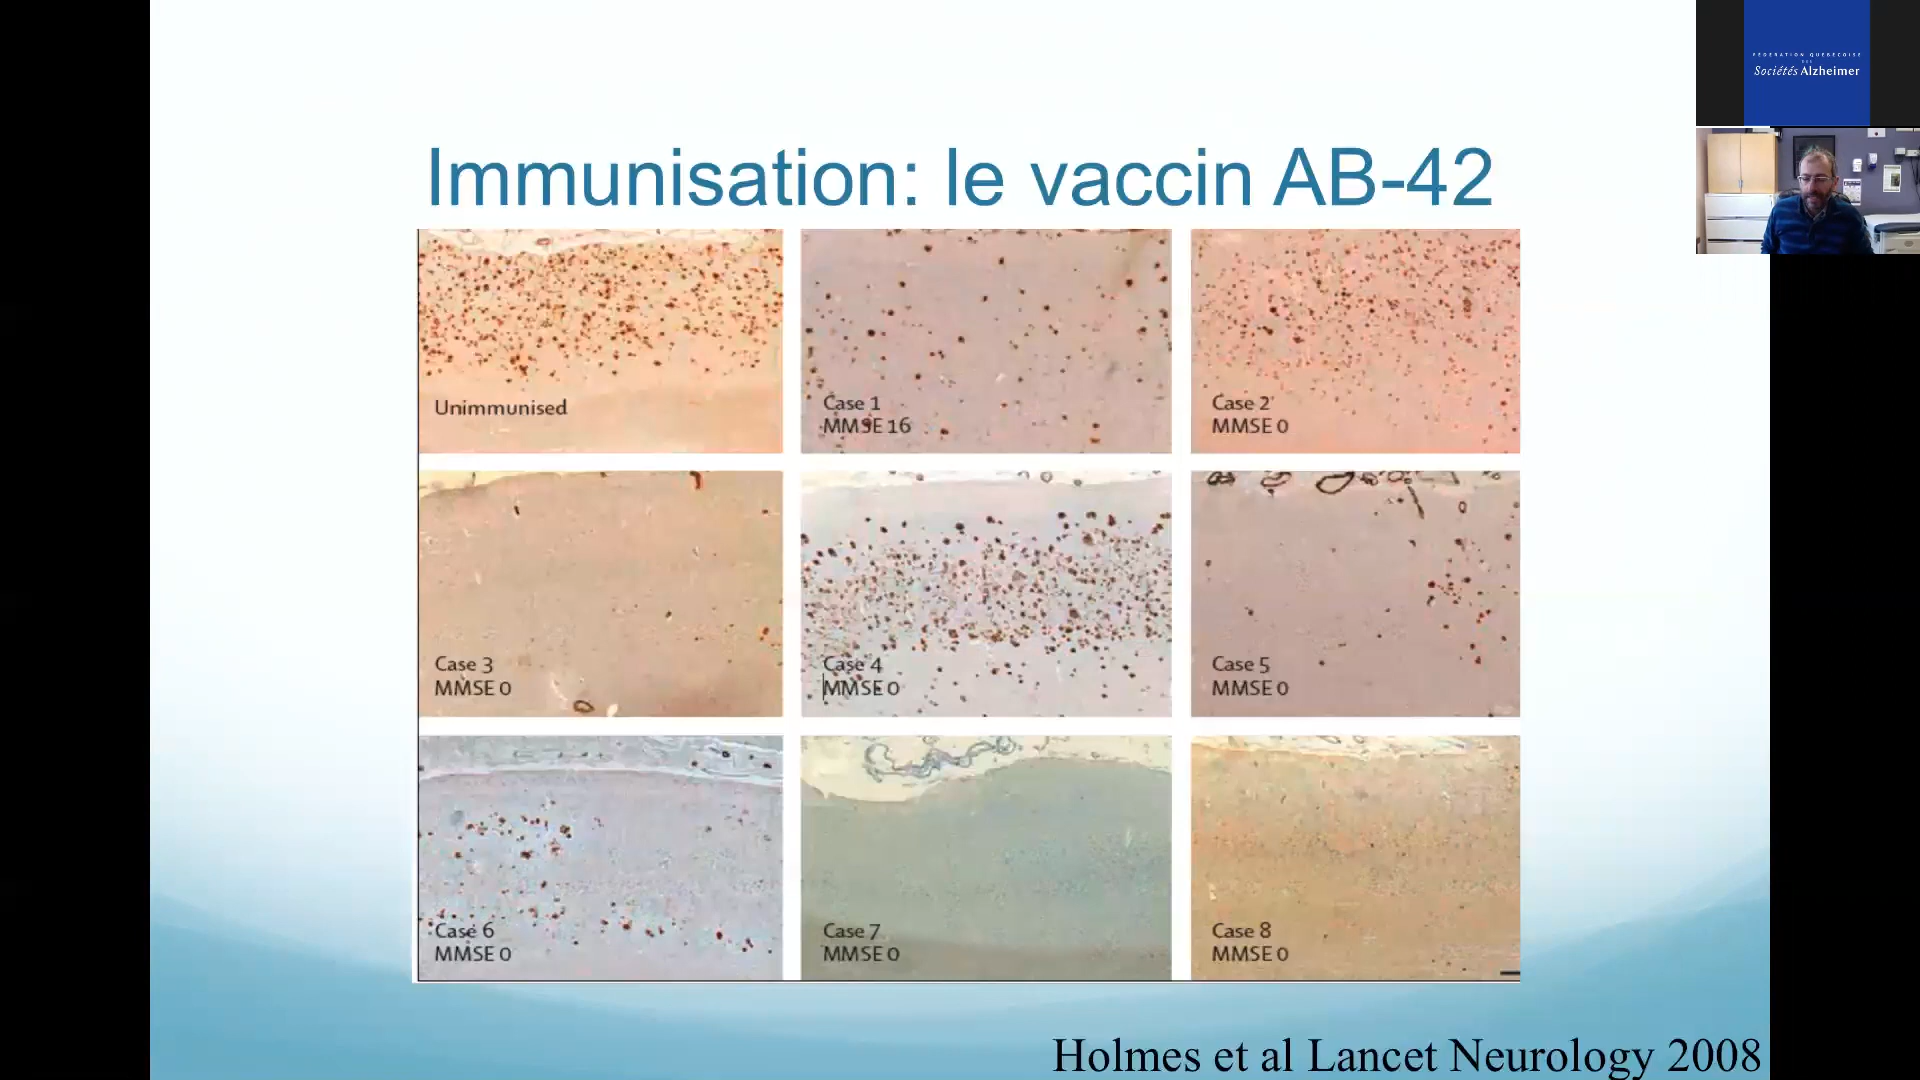 FÉDÉRATION QUÉBÉCOISE
DES
Sociétés Alzheimer
Immunisation: le vaccin AB-42
Unimmunised
Case 1
MMSE 16
Case 2
MMSE 0
Case 3
MMSE 0
Case 4
MMSE 0
Case 5
MMSE 0
Case 6
MMSE 0
Case 7
MMSE 0
Case 8
MMSE 0
Holmes et al Lancet Neurology 2008